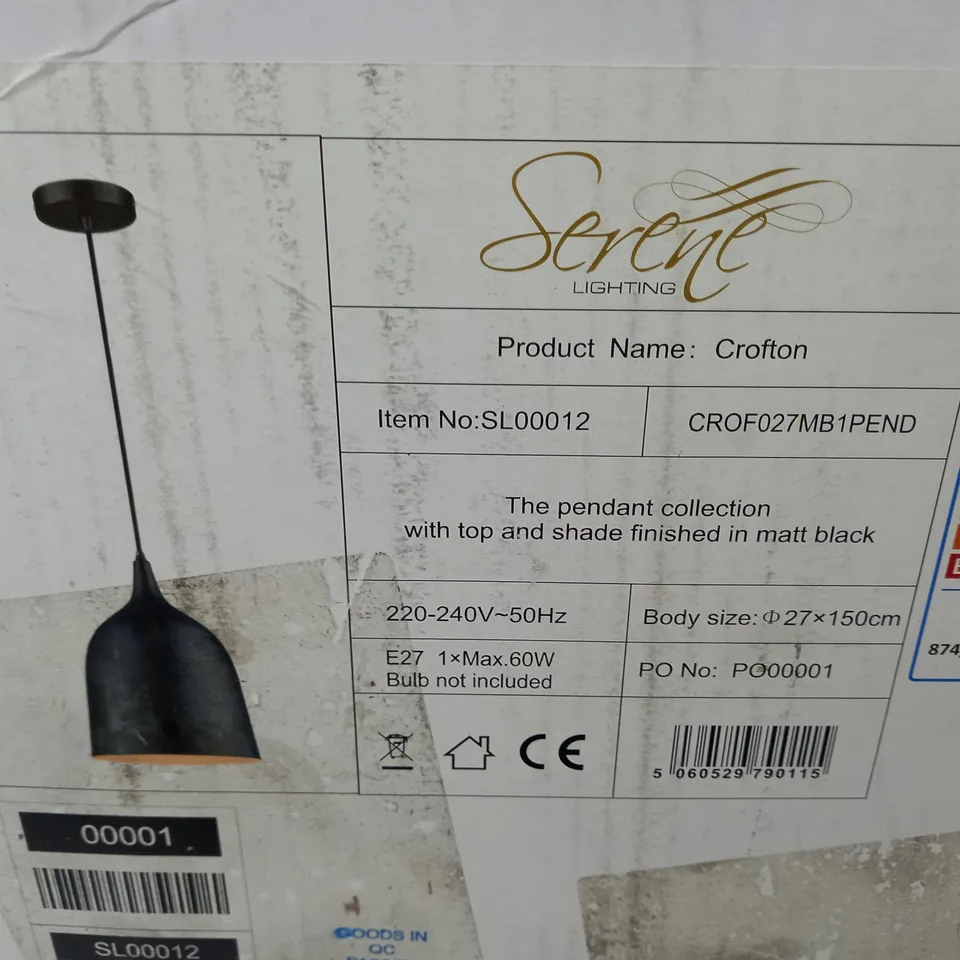 Serene
LIGHTING
Product Name: Crofton
Item No:SL00012
CROF027MB1PEND
The pendant collection
with top and shade finished in matt black
220-240V~50Hz
Body size:Φ27×150cm
E27 1×Max.60W
Bulb not included
PO No: PO00001
CE
5 060529 790115
874
00001
SL00012
GOODS IN
QC